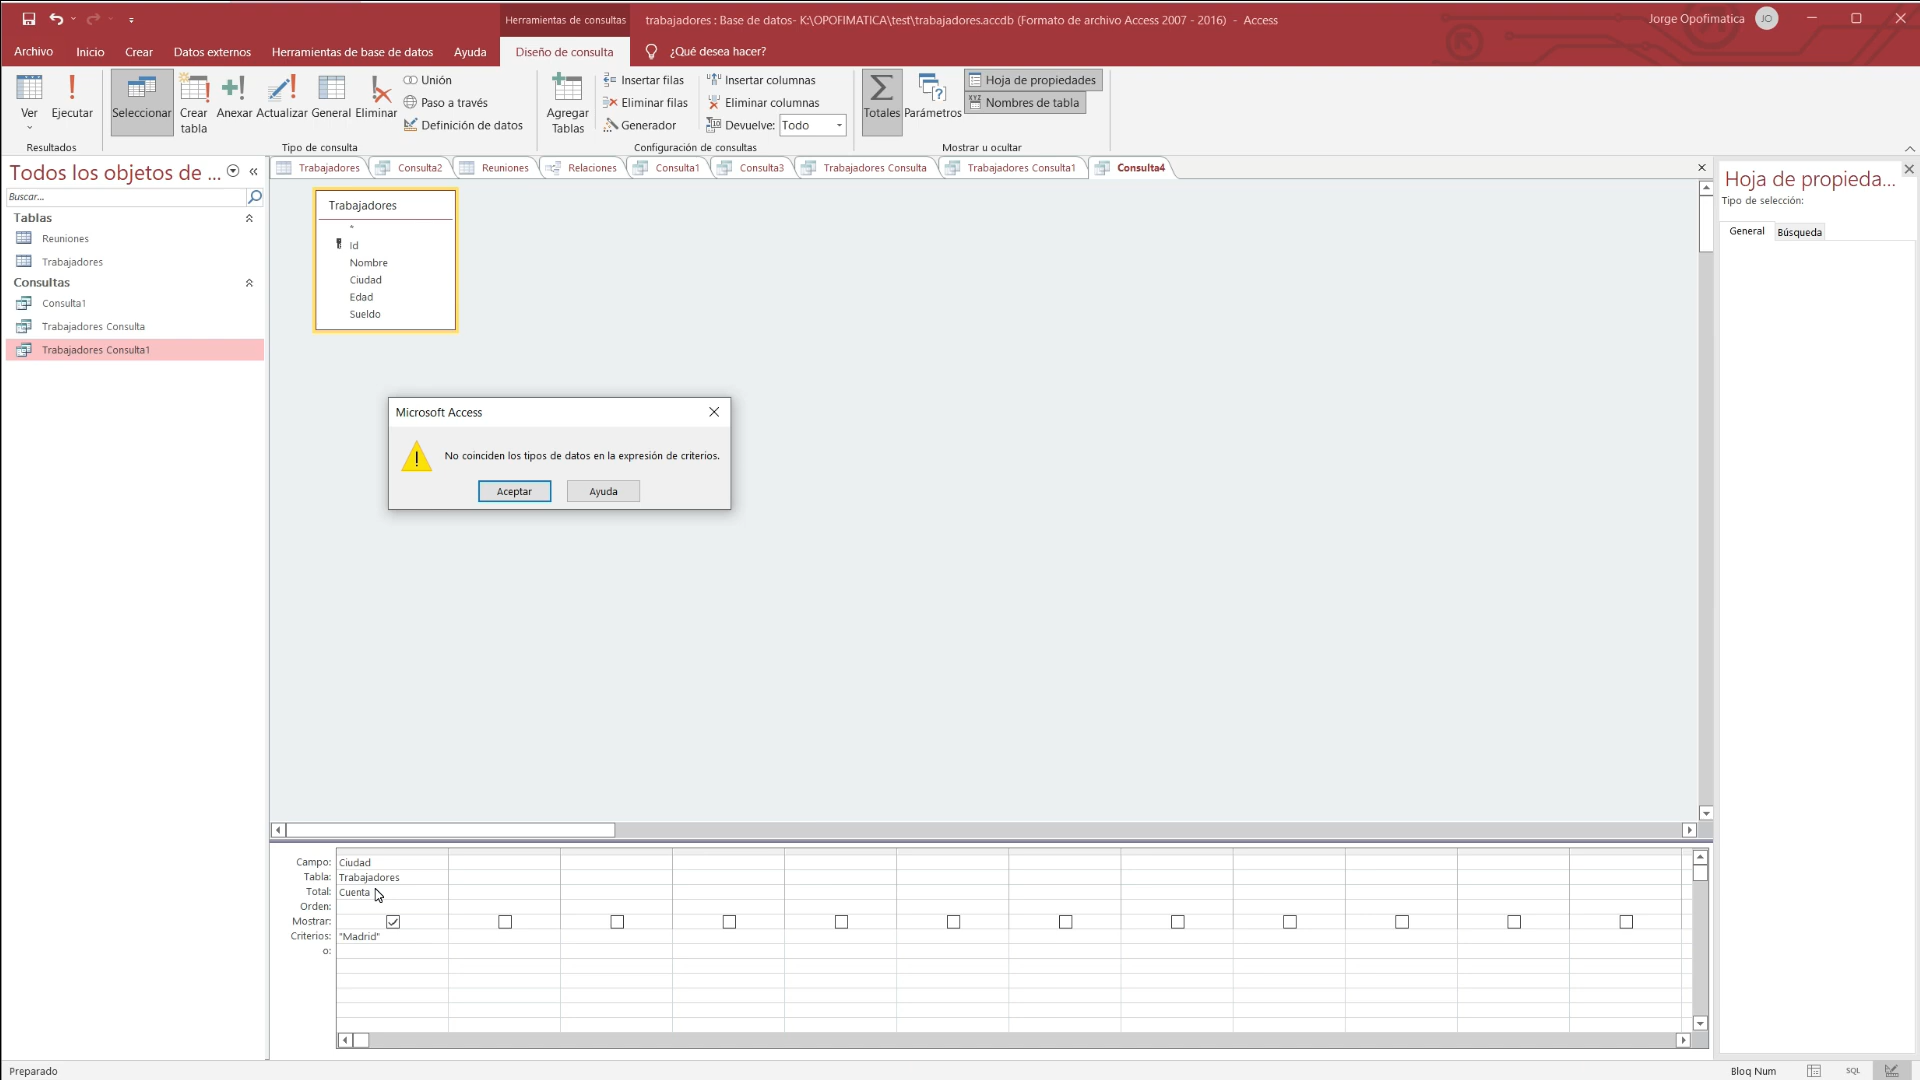 Herramientas de consultas
trabajadores : Base de datos- K:\OPOFIMATICA\test\trabajadores.accdb (Formato de archivo Access 2007 - 2016) - Access
Jorge Opofimatica
JO
Archivo
Inicio
Crear
Datos externos
Herramientas de base de datos
Ayuda
Diseño de consulta
¿Qué desea hacer?
Ver
Ejecutar
Resultados
Seleccionar
Crear
tabla
Anexar
Actualizar
General
Eliminar
Unión
Paso a través
Definición de datos
Tipo de consulta
Agregar
Tablas
Insertar filas
Eliminar filas
Generador
Insertar columnas
Eliminar columnas
Devuelve: Todo
Configuración de consultas
Totales
Parámetros
Hoja de propiedades
Nombres de tabla
Mostrar u ocultar
Todos los objetos de ...
Buscar...
Tablas
Reuniones
Trabajadores
Consultas
Consulta1
Trabajadores Consulta
Trabajadores Consulta1
Trabajadores
Consulta2
Reuniones
Relaciones
Consulta1
Consulta3
Trabajadores Consulta
Trabajadores Consulta1
Consulta4
Trabajadores
*
Id
Nombre
Ciudad
Edad
Sueldo
Microsoft Access
No coinciden los tipos de datos en la expresión de criterios.
Aceptar
Ayuda
Hoja de propieda...
Tipo de selección:
General
Búsqueda
Campo: Ciudad
Tabla: Trabajadores
Total: Cuenta
Orden:
Mostrar:
Criterios: "Madrid"
o:
Preparado
Bloq Num
SQL